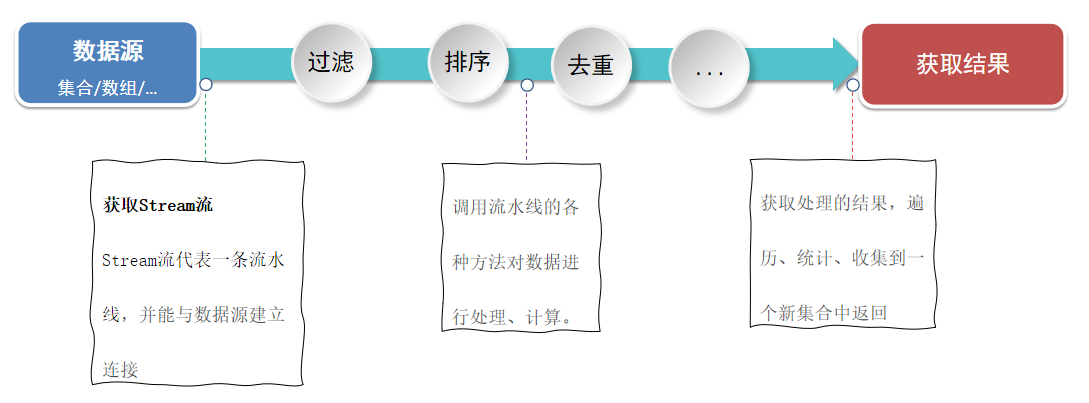 数据源
集合/数组/...
过滤
排序
去重
...
获取结果
获取Stream流
Stream流代表一条流水
线，并能与数据源建立
连接
调用流水线的各
种方法对数据进
行处理、计算。
获取处理的结果，遍
历、统计、收集到一
个新集合中返回